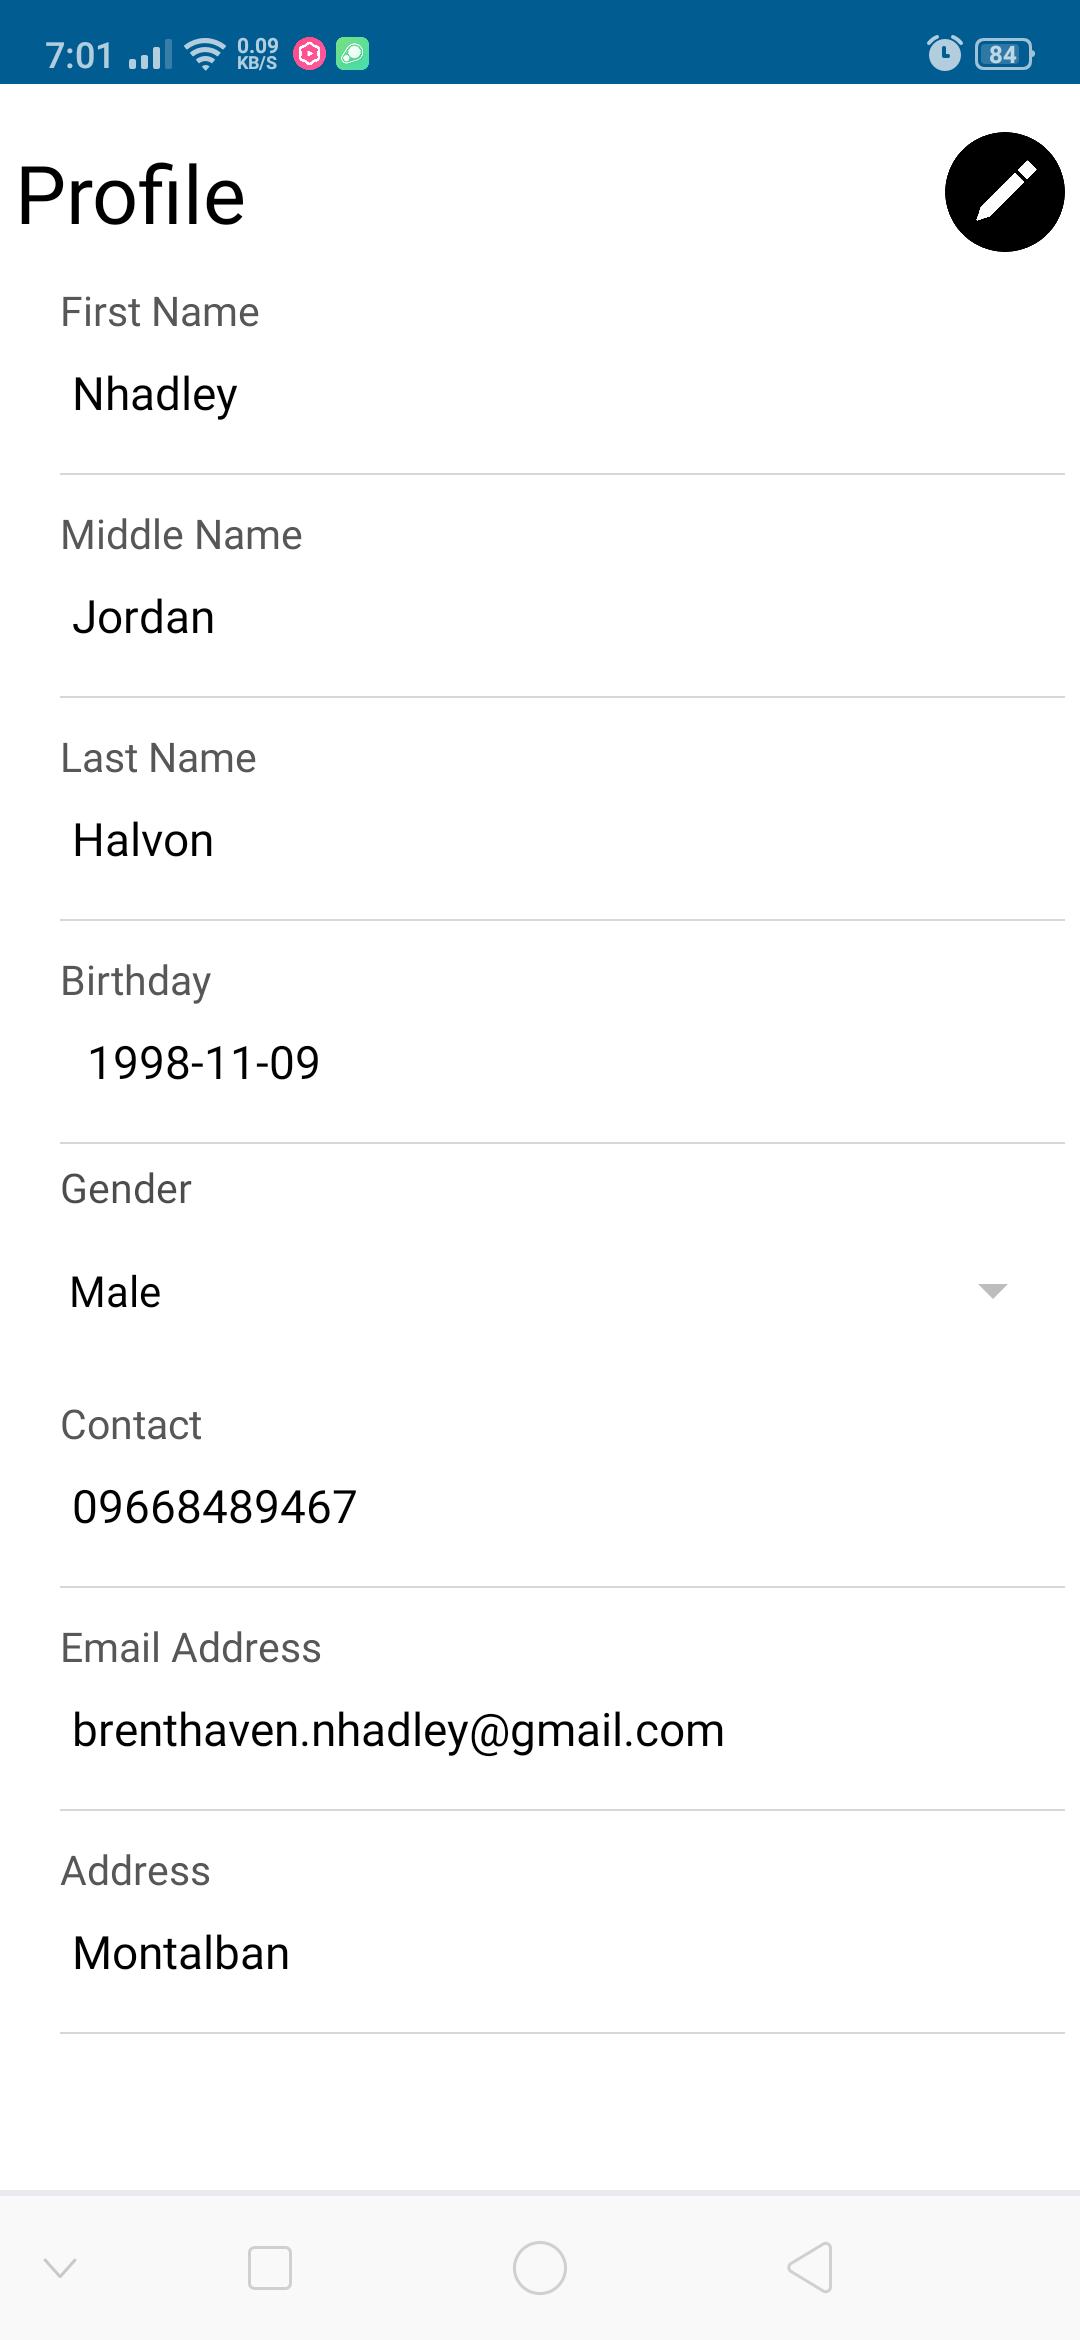 7:01 0.09 KB/S 84
Profile
First Name
Nhadley
Middle Name
Jordan
Last Name
Halvon
Birthday
1998-11-09
Gender
Male
Contact
09668489467
Email Address
brenthaven.nhadley@gmail.com
Address
Montalban